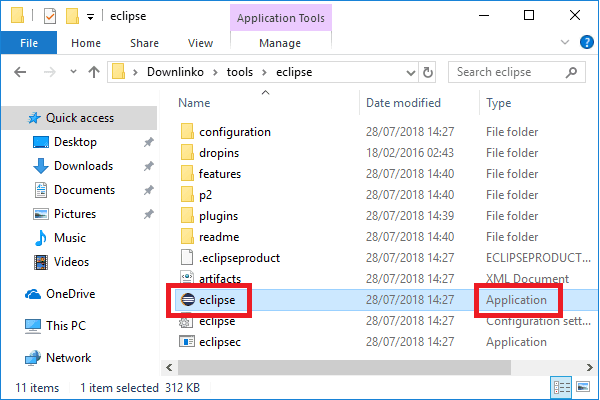 eclipse
Application Tools
File Home Share View Manage
Downlinko tools eclipse Search eclipse
Name Date modified Type
Quick access
Desktop
Downloads
Documents
Pictures
Music
Videos
OneDrive
This PC
Network
configuration 28/07/2018 14:27 File folder
dropins 18/02/2016 02:43 File folder
features 28/07/2018 14:40 File folder
p2 28/07/2018 14:40 File folder
plugins 28/07/2018 14:39 File folder
readme 28/07/2018 14:40 File folder
.eclipseproduct 28/07/2018 14:27 ECLIPSEPRODUCT...
artifacts 28/07/2018 14:27 XML Document
eclipse 28/07/2018 14:27 Application
eclipse 28/07/2018 14:27 Configuration sett...
eclipsec 28/07/2018 14:27 Application
11 items 1 item selected 312 KB